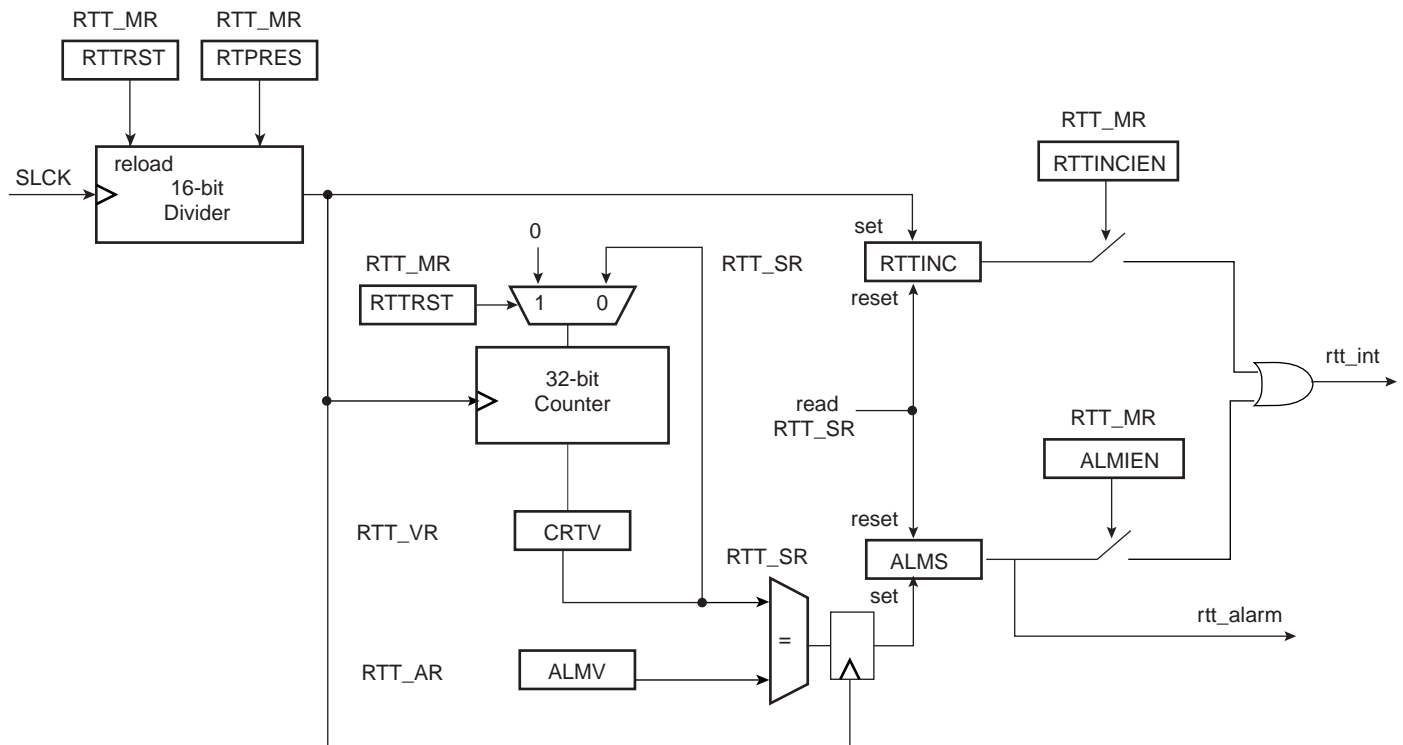 RTT_MR
RTT_MR
RTTRST
RTPRES
RTT_MR
reload
RTTINCIEN
SLCK
16-bit
Divider
0
set
RTT_MR
RTT_SR
RTTINC
RTTRST
1
0
reset
rtt_int
32-bit
Counter
read
RTT_SR
RTT_MR
ALMIEN
reset
RTT_VR
CRTV
RTT_SR
ALMS
set
rtt_alarm
=
RTT_AR
ALMV